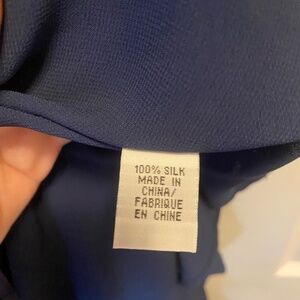 100% SILK
MADE IN
CHINA/
FABRIQUE
EN CHINE